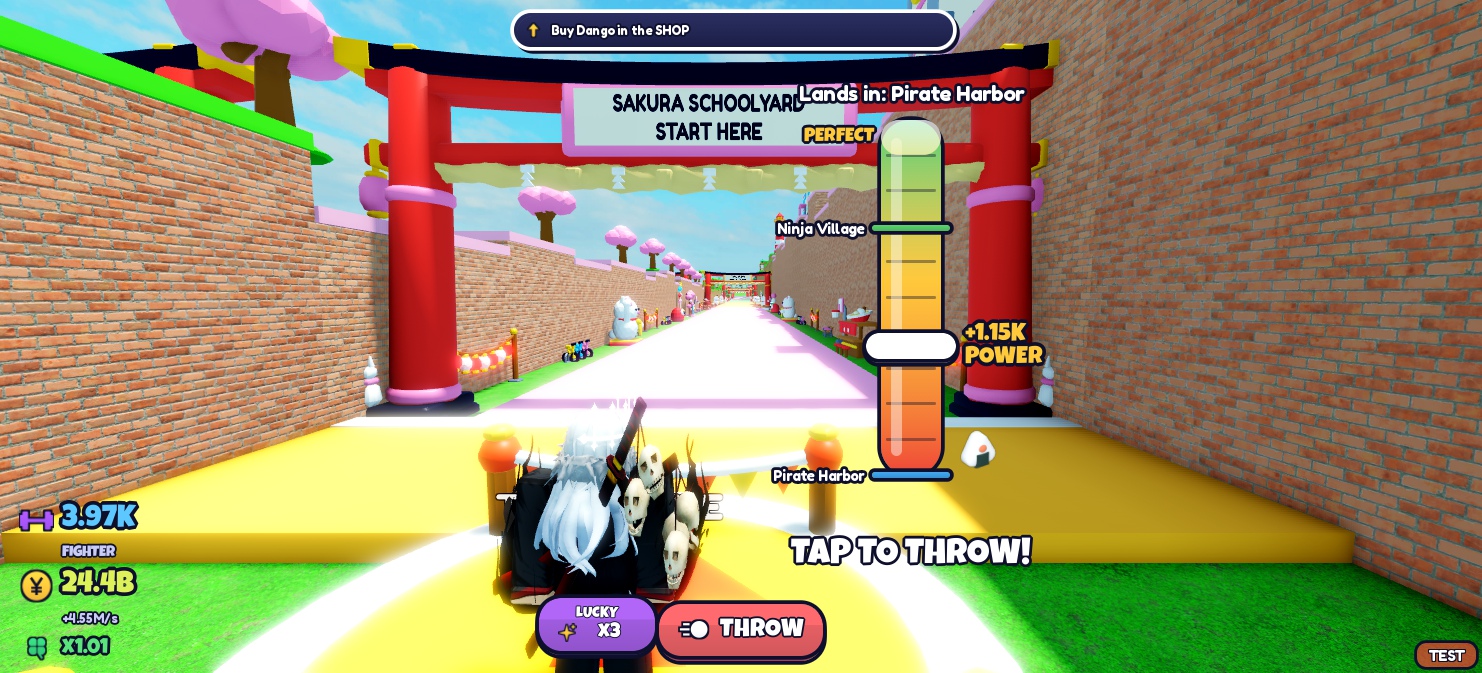 Buy Dango in the SHOP
SAKURA SCHOOLYARD
START HERE
Lands in: Pirate Harbor
PERFECT
Ninja Village
+1.15K
POWER
Pirate Harbor
TAP TO THROW!
3.97K
FIGHTER
¥
24.4B
+4.55M/s
X1.01
LUCKY
X3
THROW
TEST